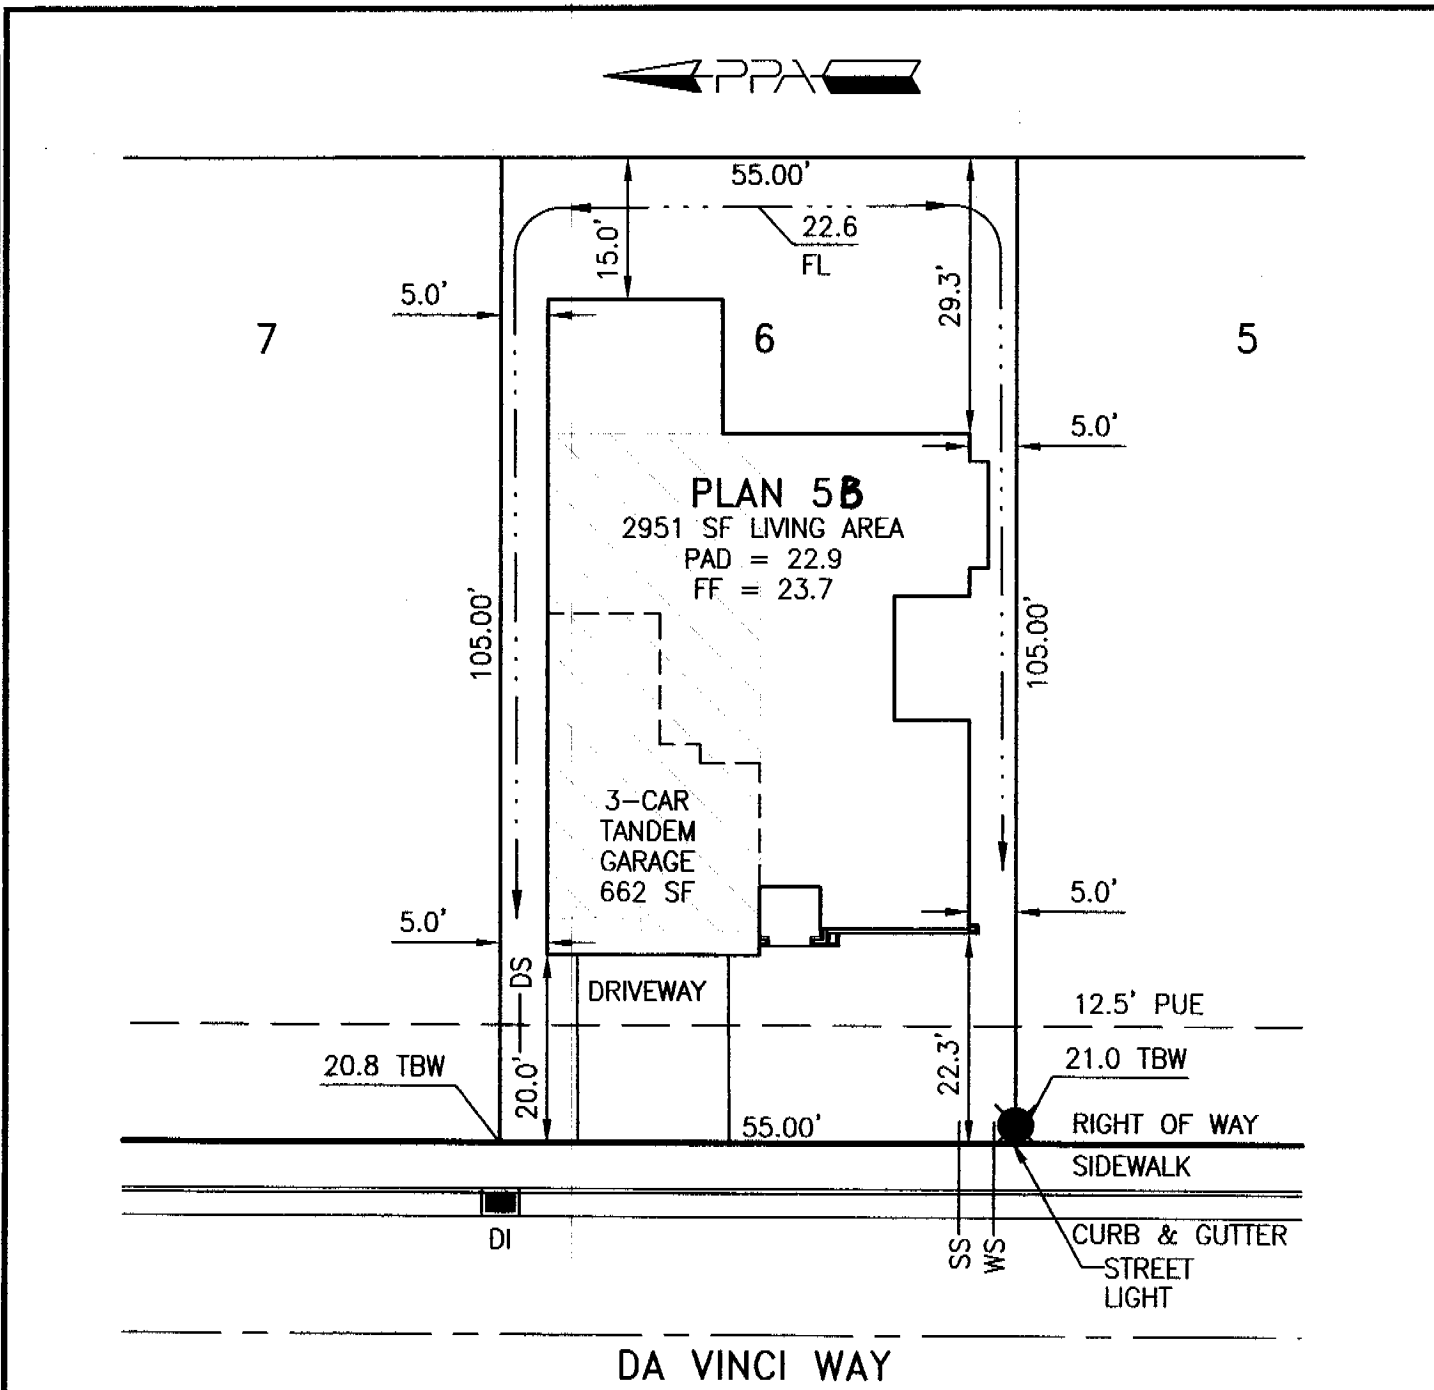 PPA
55.00'
22.6
FL
15.0'
29.3'
5.0'
7
6
5
5.0'
PLAN 5B
2951 SF LIVING AREA
PAD = 22.9
FF = 23.7
105.00'
105.00'
3-CAR
TANDEM
GARAGE
662 SF
5.0'
5.0'
DS
DRIVEWAY
12.5' PUE
20.8 TBW
20.0'
22.3'
21.0 TBW
55.00'
RIGHT OF WAY
SIDEWALK
DI
SS
WS
CURB & GUTTER
STREET
LIGHT
DA VINCI WAY